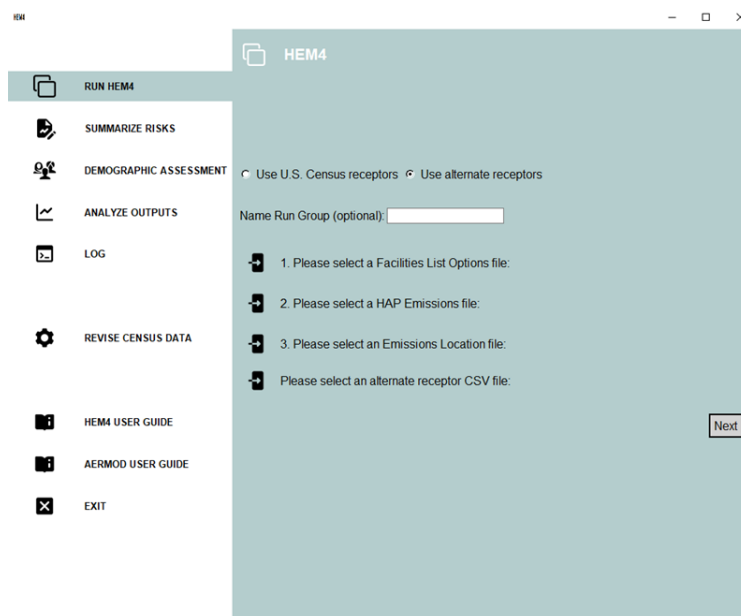 HEM4
HEM4
RUN HEM4
SUMMARIZE RISKS
DEMOGRAPHIC ASSESSMENT
ANALYZE OUTPUTS
LOG
REVISE CENSUS DATA
HEM4 USER GUIDE
AERMOD USER GUIDE
EXIT
Use U.S. Census receptors
Use alternate receptors
Name Run Group (optional):
1. Please select a Facilities List Options file:
2. Please select a HAP Emissions file:
3. Please select an Emissions Location file:
Please select an alternate receptor CSV file:
Next